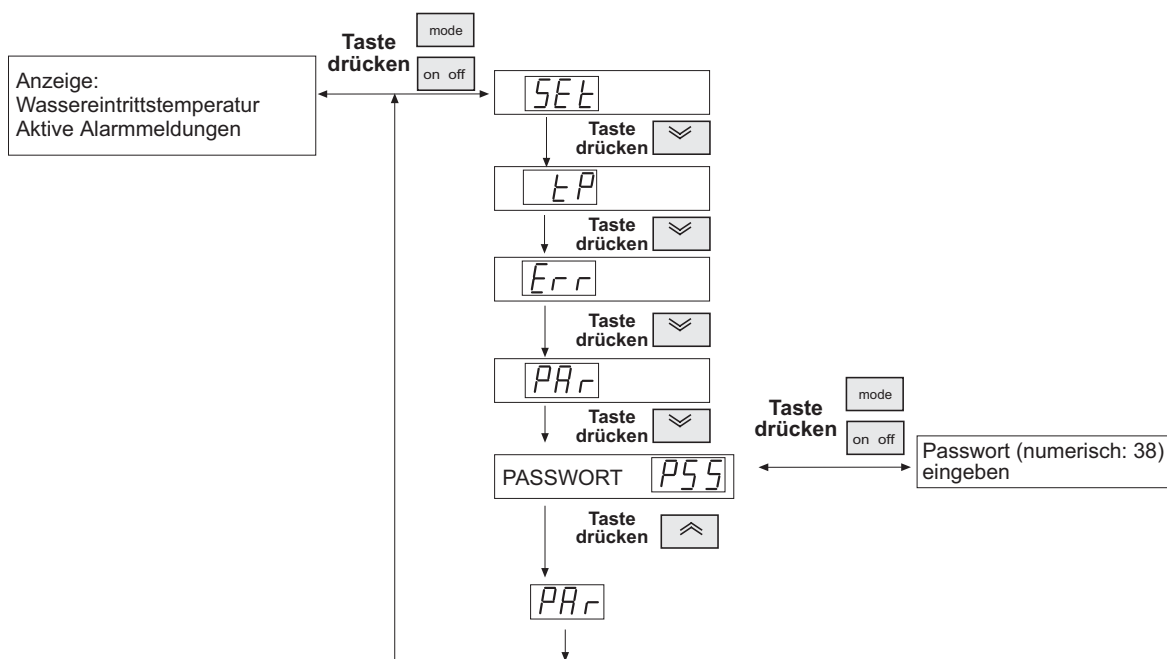 mode
Taste
drücken
on off
Anzeige:
Wassereintrittstemperatur
Aktive Alarmmeldungen
SEt
Taste
drücken
tP
Taste
drücken
Err
Taste
drücken
PAr
Taste
drücken
mode
Taste
drücken
on off
PASSWORT PSS
Passwort (numerisch: 38)
eingeben
Taste
drücken
PAr